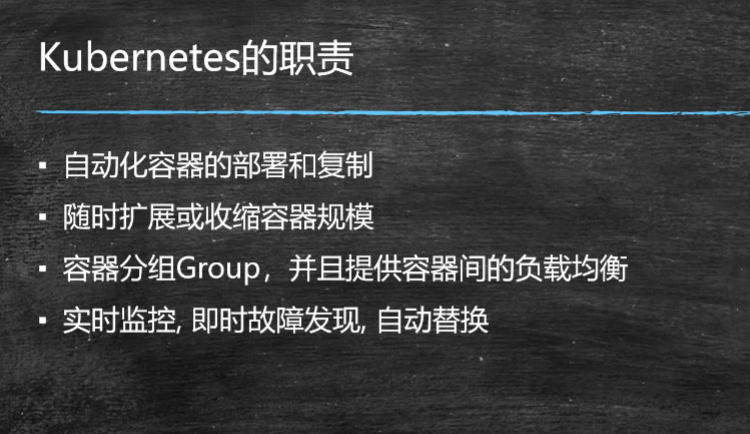 Kubernetes的职责
▪ 自动化容器的部署和复制
▪ 随时扩展或收缩容器规模
▪ 容器分组Group，并且提供容器间的负载均衡
▪ 实时监控, 即时故障发现, 自动替换